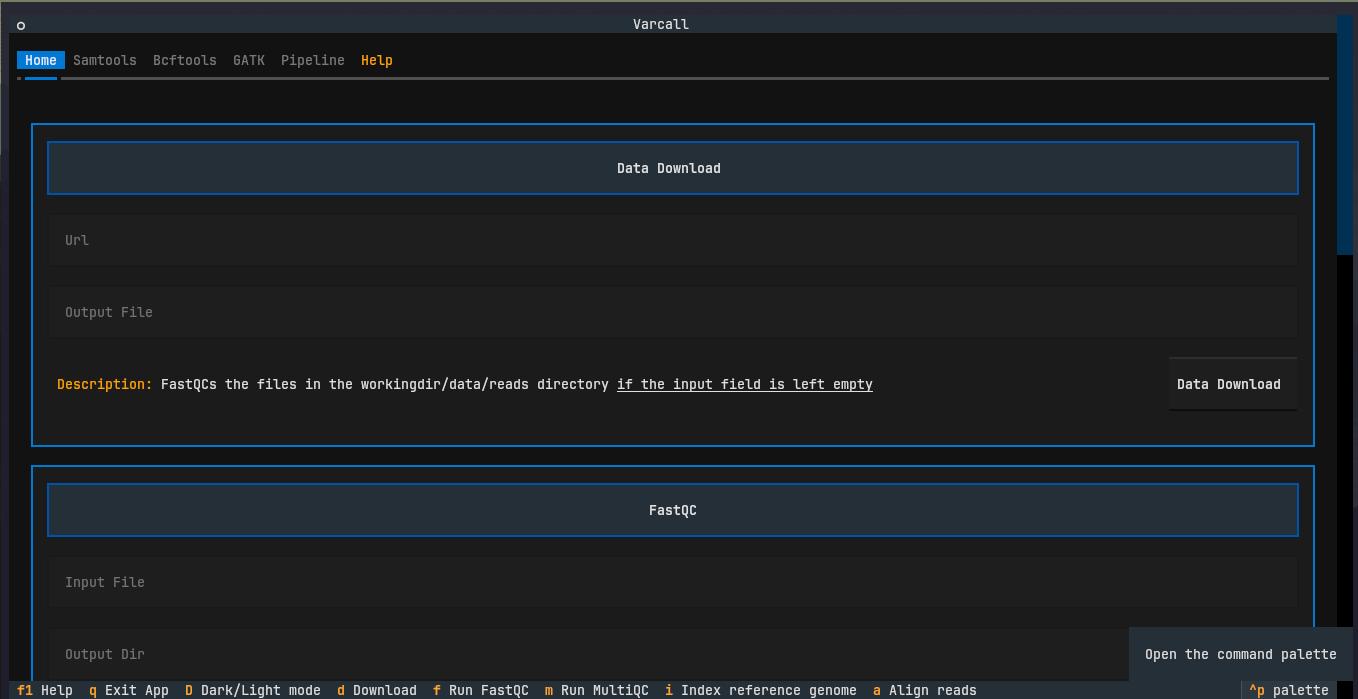 Varcall
Home Samtools Bcftools GATK Pipeline Help
Data Download
Url
Output File
Description: FastQCs the files in the workingdir/data/reads directory if the input field is left empty
Data Download
FastQC
Input File
Output Dir
Open the command palette
f1 Help q Exit App D Dark/Light mode d Download f Run FastQC m Run MultiQC i Index reference genome a Align reads ^p palette